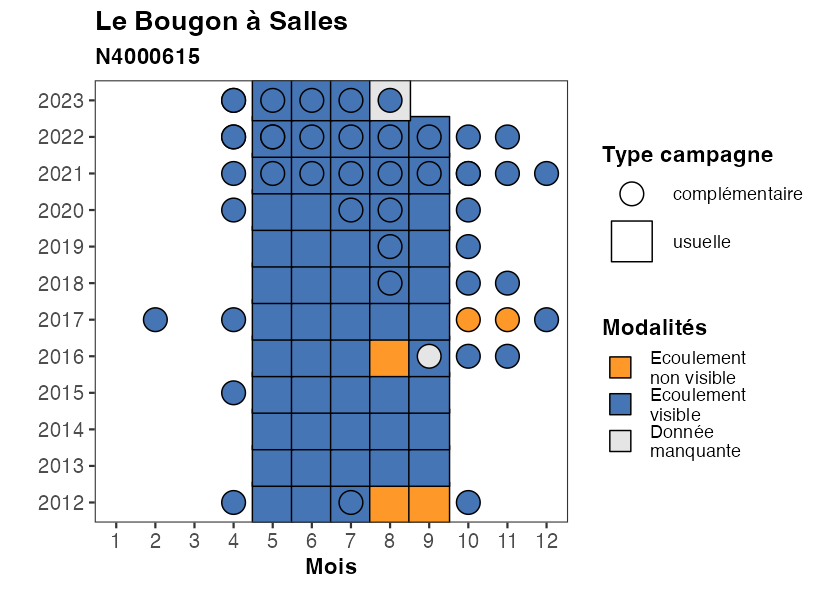 Le Bougon à Salles
N4000615
2023
2022
2021
2020
2019
2018
2017
2016
2015
2014
2013
2012
1 2 3 4 5 6 7 8 9 10 11 12
Mois
Type campagne
complémentaire
usuelle
Modalités
Ecoulement
non visible
Ecoulement
visible
Donnée
manquante